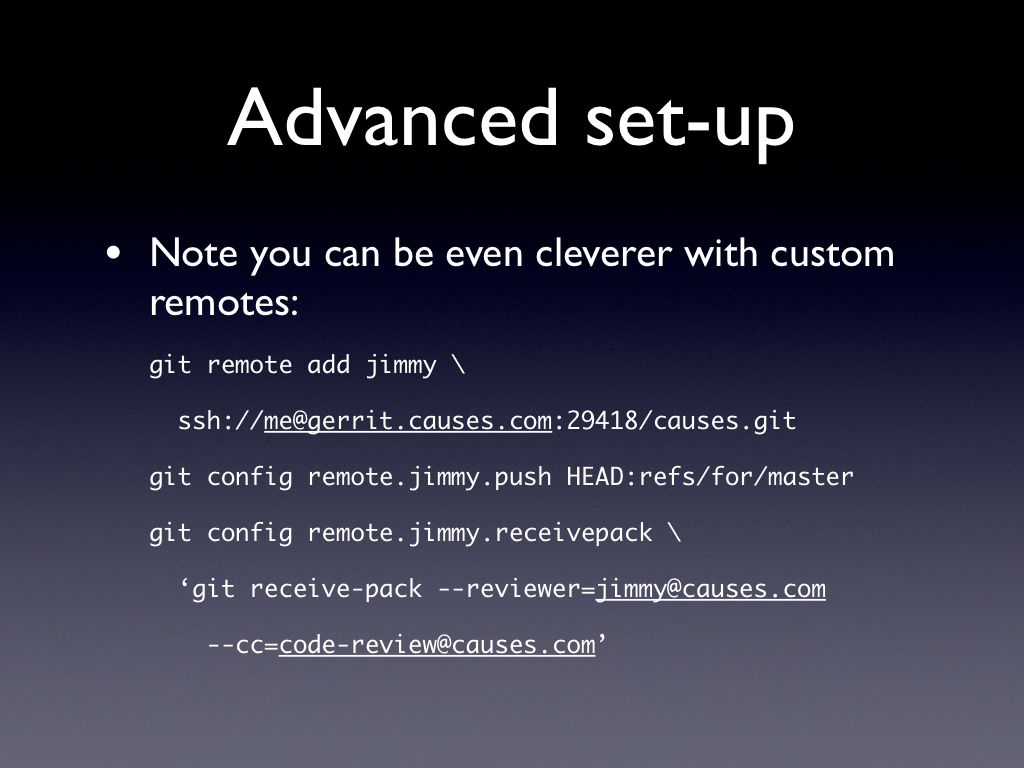 Advanced set-up
• Note you can be even cleverer with custom
remotes:
git remote add jimmy \
ssh://me@gerrit.causes.com:29418/causes.git
git config remote.jimmy.push HEAD:refs/for/master
git config remote.jimmy.receivepack \
‘git receive-pack --reviewer=jimmy@causes.com
--cc=code-review@causes.com’